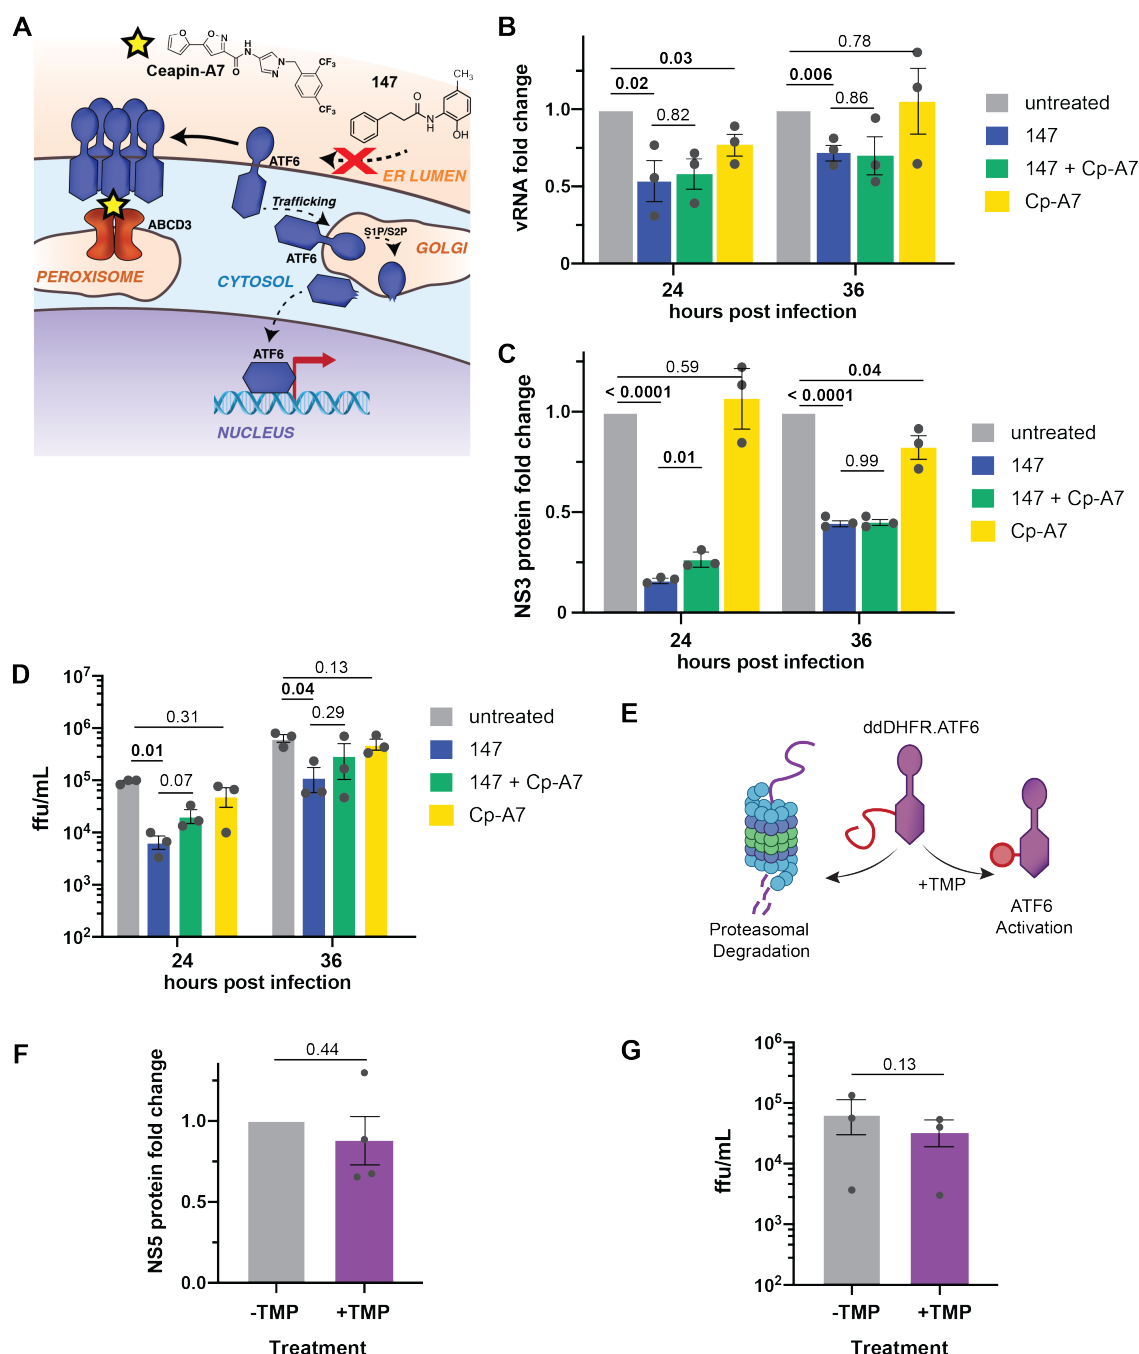 A
Ceapin-A7
O
O
N
O
H
N
N
N
CF₃
CF₃
147
CH₃
O
N
H
OH
ATF6
ER LUMEN
Trafficking
ABCD3
S1P/S2P
ATF6
GOLGI
PEROXISOME
CYTOSOL
ATF6
NUCLEUS
B
vRNA fold change
1.0
0.5
0
0.03
0.02
0.82
0.78
0.006
0.86
24
36
hours post infection
untreated
147
147 + Cp-A7
Cp-A7
C
NS3 protein fold change
1.0
0.5
0
0.59
< 0.0001
0.01
0.04
< 0.0001
0.99
24
36
hours post infection
untreated
147
147 + Cp-A7
Cp-A7
D
ffu/mL
10⁷
10⁶
10⁵
10⁴
10³
10²
0.31
0.01
0.07
0.13
0.04
0.29
24
36
hours post infection
untreated
147
147 + Cp-A7
Cp-A7
E
ddDHFR.ATF6
+TMP
Proteasomal
Degradation
ATF6
Activation
F
NS5 protein fold change
1.0
0.5
0.0
0.44
-TMP
+TMP
Treatment
G
ffu/mL
10⁶
10⁵
10⁴
10³
10²
0.13
-TMP
+TMP
Treatment